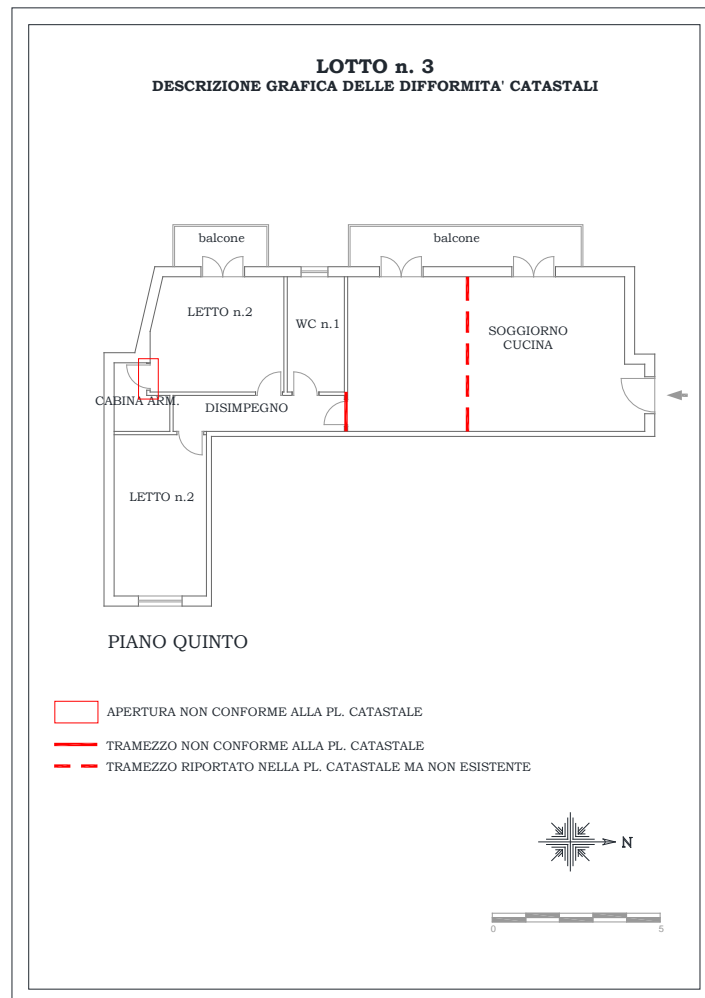 LOTTO n. 3
DESCRIZIONE GRAFICA DELLE DIFFORMITA' CATASTALI
balcone
balcone
LETTO n.2
WC n.1
SOGGIORNO
CUCINA
CABINA ARM.
DISIMPEGNO
LETTO n.2
PIANO QUINTO
APERTURA NON CONFORME ALLA PL. CATASTALE
TRAMEZZO NON CONFORME ALLA PL. CATASTALE
TRAMEZZO RIPORTATO NELLA PL. CATASTALE MA NON ESISTENTE
N
0
5